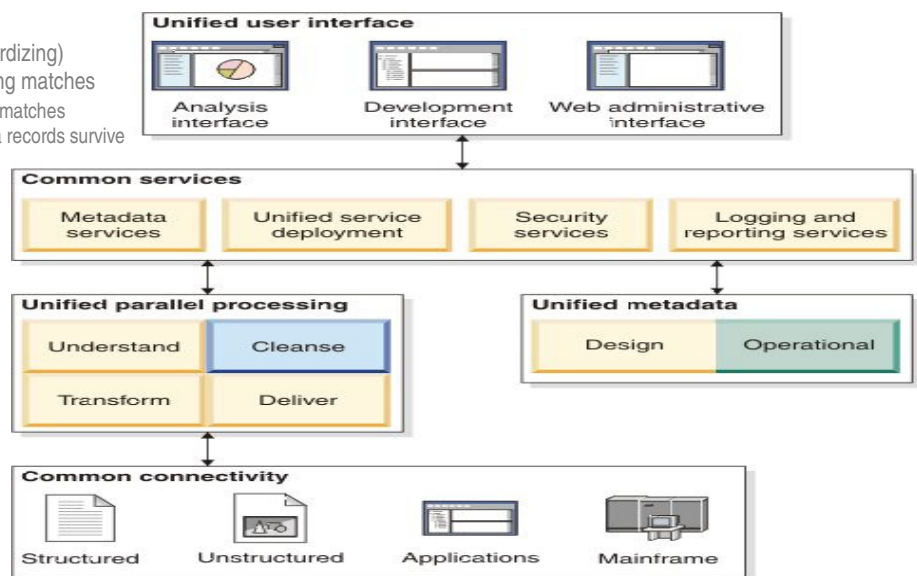 rdizing)
ng matches
matches
records survive
Unified user interface
Analysis
interface
Development
interface
Web administrative
interface
Common services
Metadata
services
Unified service
deployment
Security
services
Logging and
reporting services
Unified parallel processing
Understand
Cleanse
Transform
Deliver
Unified metadata
Design
Operational
Common connectivity
Structured
Unstructured
Applications
Mainframe